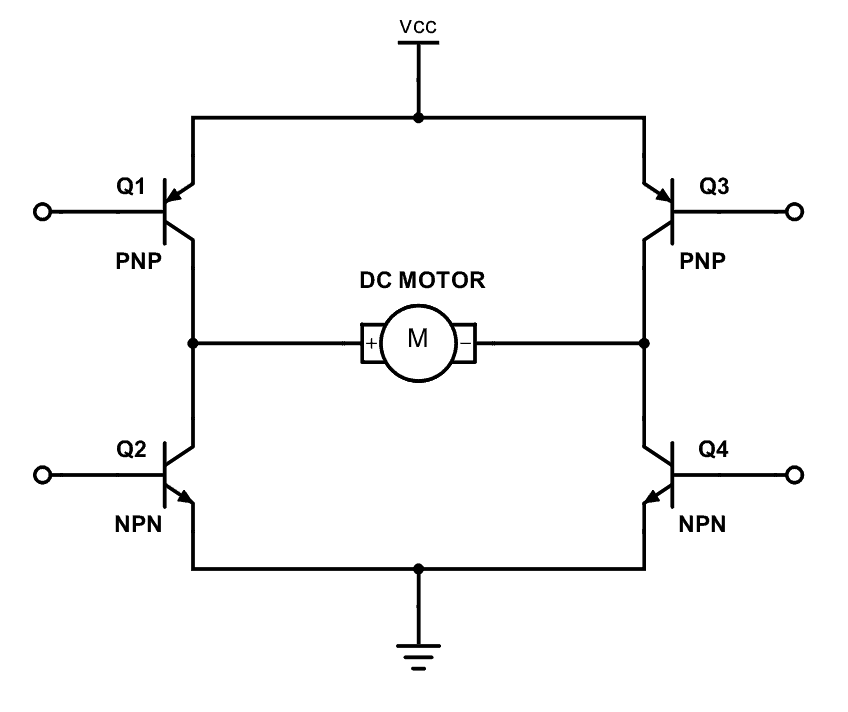 Vcc
Q1
Q3
PNP
PNP
DC MOTOR
+ M −
Q2
Q4
NPN
NPN